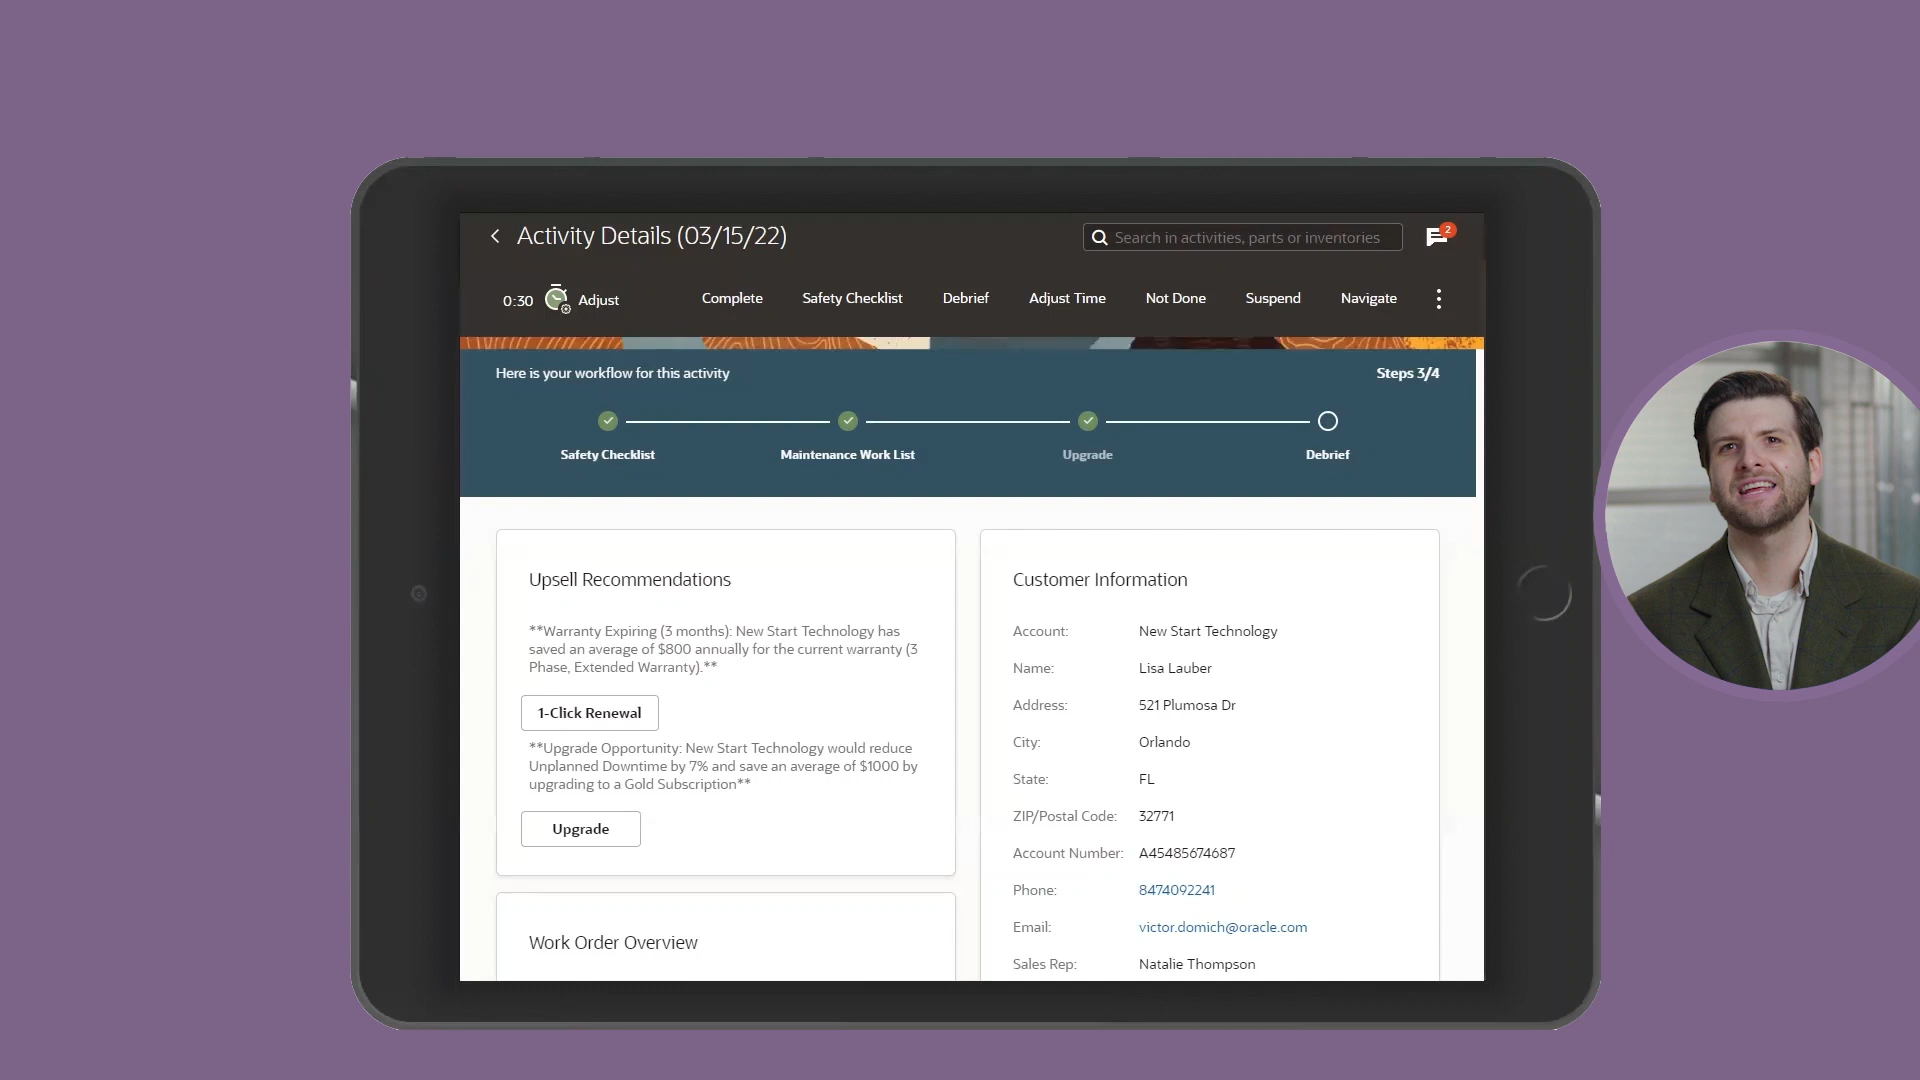 Activity Details (03/15/22)
Search in activities, parts or inventories
2
0:30 Adjust
Complete Safety Checklist Debrief Adjust Time Not Done Suspend Navigate
Here is your workflow for this activity
Steps 3/4
Safety Checklist Maintenance Work List Upgrade Debrief
Upsell Recommendations
**Warranty Expiring (3 months): New Start Technology has
saved an average of $800 annually for the current warranty (3
Phase, Extended Warranty).**
1-Click Renewal
**Upgrade Opportunity: New Start Technology would reduce
Unplanned Downtime by 7% and save an average of $1000 by
upgrading to a Gold Subscription**
Upgrade
Work Order Overview
Customer Information
Account: New Start Technology
Name: Lisa Lauber
Address: 521 Plumosa Dr
City: Orlando
State: FL
ZIP/Postal Code: 32771
Account Number: A45485674687
Phone: 8474092241
Email: victor.domich@oracle.com
Sales Rep: Natalie Thompson